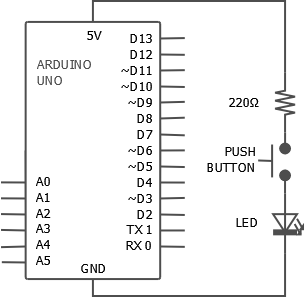 5V
ARDUINO
UNO
D13
D12
~D11
~D10
~D9
D8
D7
~D6
~D5
D4
~D3
D2
TX 1
RX 0
A0
A1
A2
A3
A4
A5
GND
220Ω
PUSH
BUTTON
LED